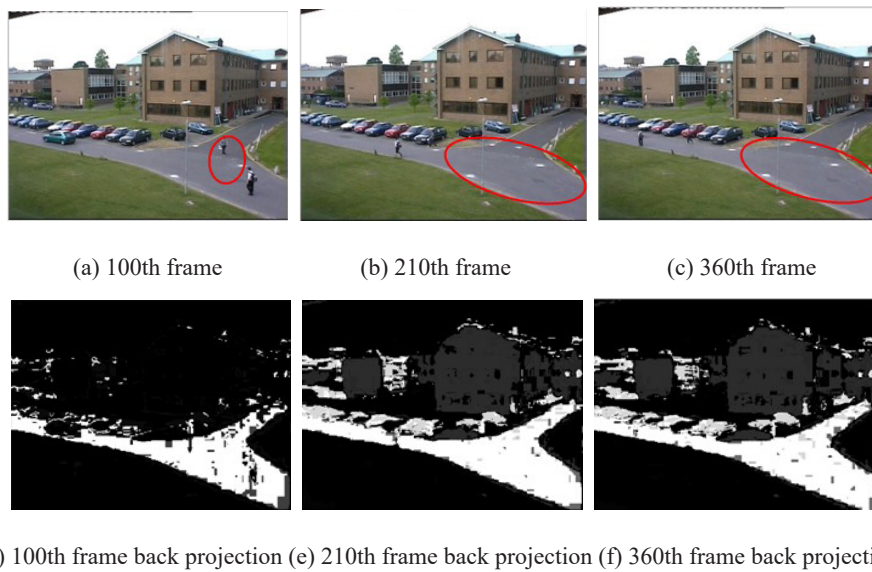 (a) 100th frame (b) 210th frame (c) 360th frame
) 100th frame back projection (e) 210th frame back projection (f) 360th frame back projecti